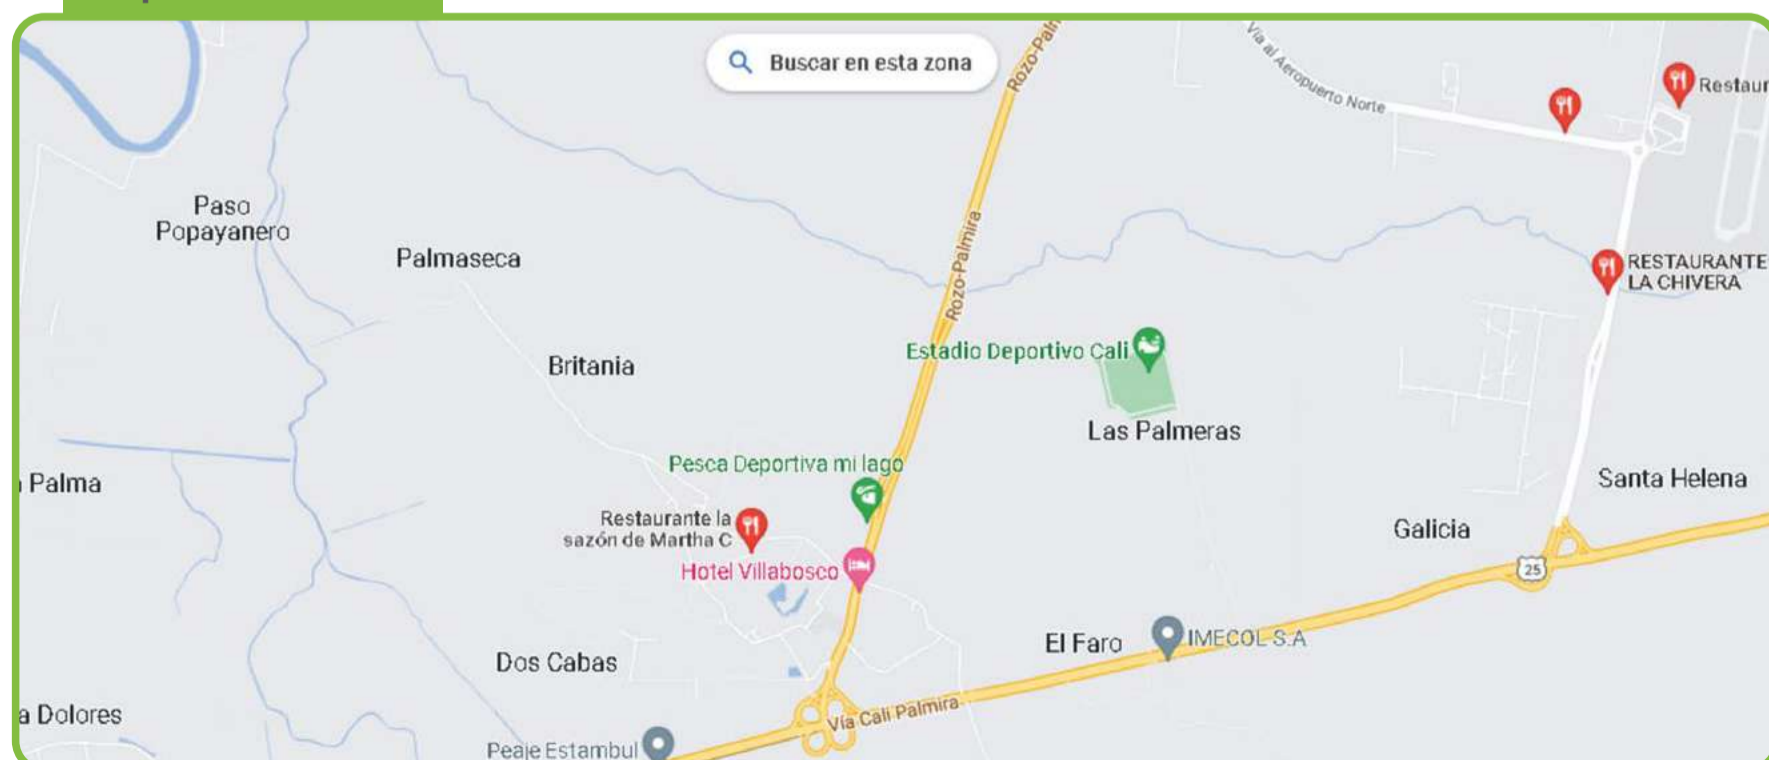 Buscar en esta zona
Rozo-Palm
Vía al Aeropuerto Norte
Restaur
Paso
Popayanero
Palmaseca
Rozo-Palmira
RESTAURANTE
LA CHIVERA
Estadio Deportivo Cali
Britania
Las Palmeras
Pesca Deportiva mi lago
Palma
Santa Helena
Restaurante la
sazón de Martha C
Galicia
Hotel Villabosco
25
El Faro
IMECOL S.A
Dos Cabas
a Dolores
Vía Cali Palmira
Peaje Estambul